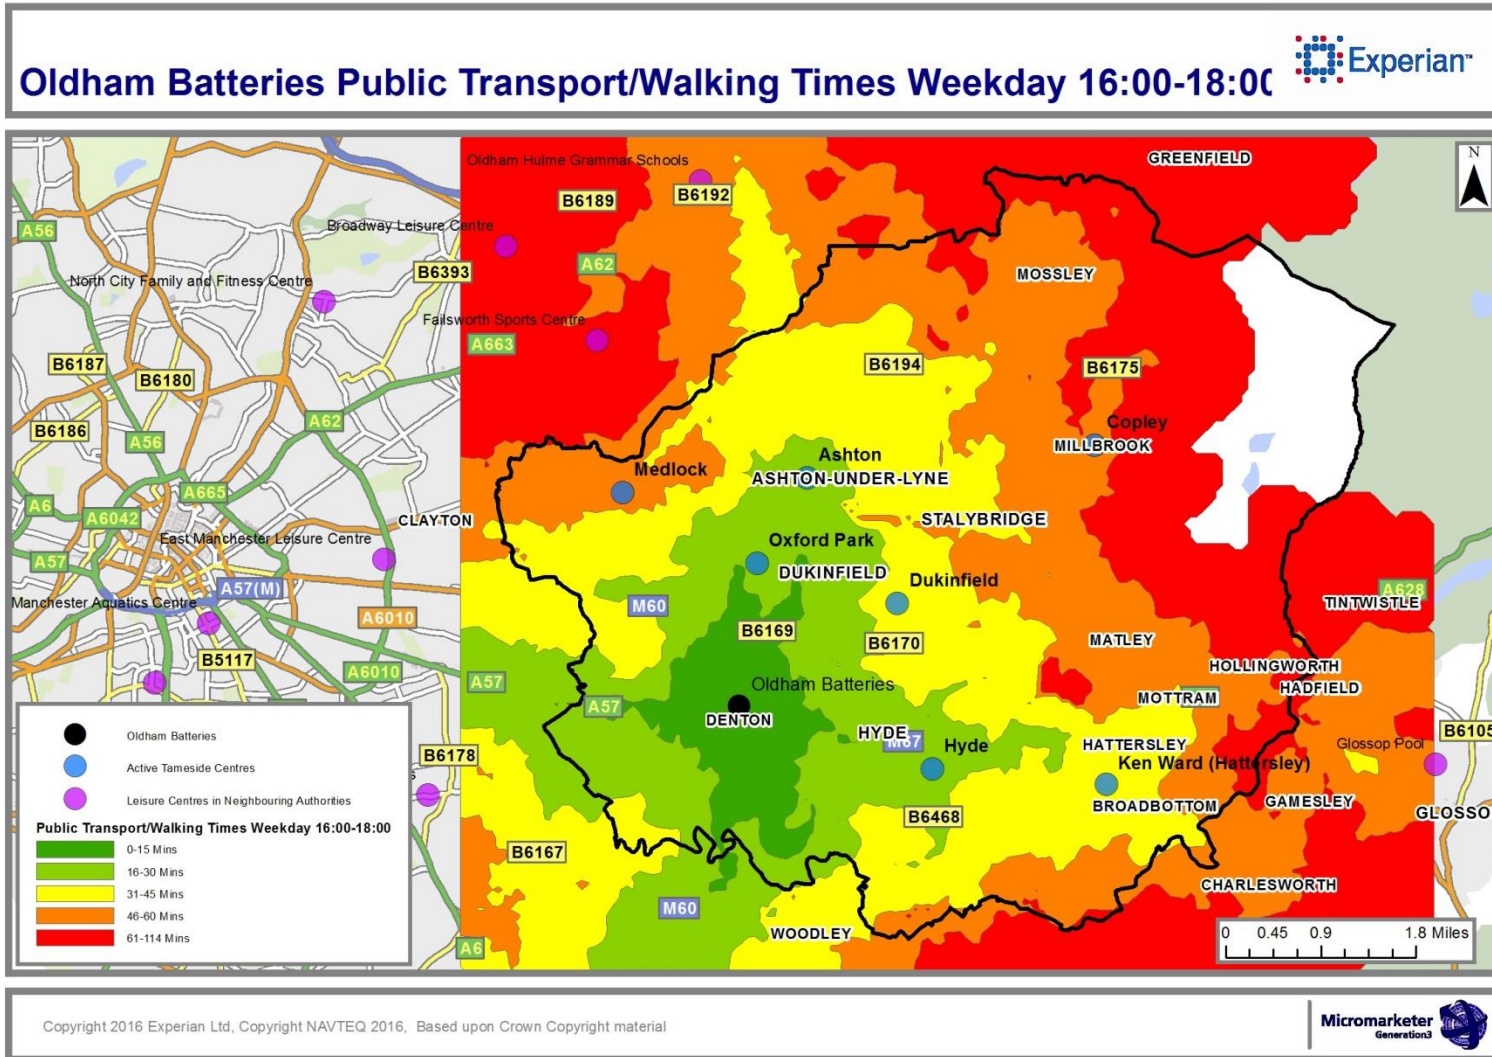 Oldham Batteries Public Transport/Walking Times Weekday 16:00-18:00
Experian™
N
GREENFIELD
Oldham Hulme Grammar Schools
B6192
B6189
A56
Broadway Leisure Centre
A62
B6393
MOSSLEY
North City Family and Fitness Centre
Failsworth Sports Centre
A663
B6187
B6180
B6194
B6175
A62
Copley
B6186
A56
MILLBROOK
Ashton
Medlock
ASHTON-UNDER-LYNE
A665
A6
A6042
CLAYTON
STALYBRIDGE
East Manchester Leisure Centre
Oxford Park
A57
DUKINFIELD
Dukinfield
A57(M)
A628
Manchester Aquatics Centre
M60
TINTWISTLE
A6010
B6169
B6170
MATLEY
B5117
HOLLINGWORTH
A6010
A57
Oldham Batteries
HADFIELD
MOTTRAM
A57
DENTON
HYDE
M67
Hyde
HATTERSLEY
B6105
Glossop Pool
B6178
Ken Ward (Hattersley)
BROADBOTTOM
GAMESLEY
GLOSSO
B6468
B6167
CHARLESWORTH
M60
WOODLEY
A6
Oldham Batteries
Active Tameside Centres
Leisure Centres in Neighbouring Authorities
Public Transport/Walking Times Weekday 16:00-18:00
0-15 Mins
16-30 Mins
31-45 Mins
46-60 Mins
61-114 Mins
0 0.45 0.9 1.8 Miles
Copyright 2016 Experian Ltd, Copyright NAVTEQ 2016, Based upon Crown Copyright material
Micromarketer
Generation3